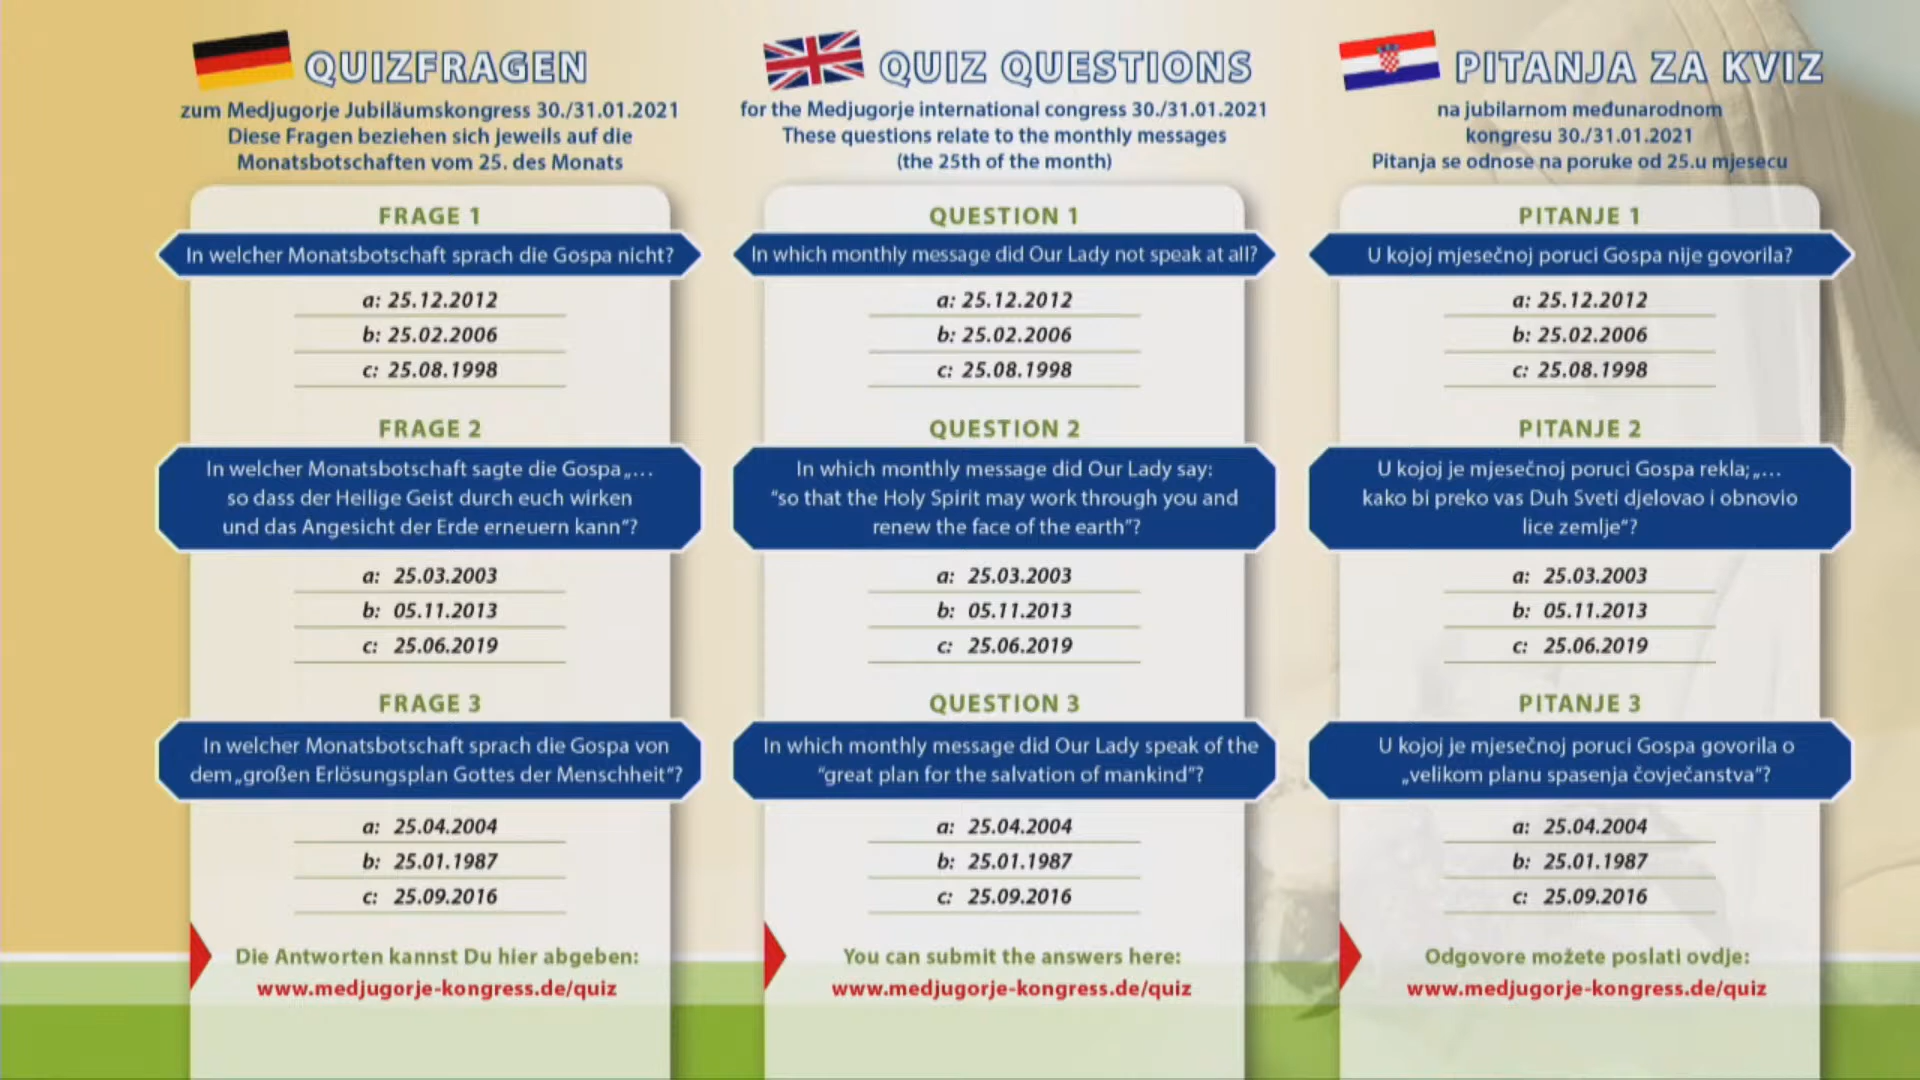 QUIZFRAGEN
zum Medjugorje Jubiläumskongress 30./31.01.2021
Diese Fragen beziehen sich jeweils auf die
Monatsbotschaften vom 25. des Monats
FRAGE 1
In welcher Monatsbotschaft sprach die Gospa nicht?
a: 25.12.2012
b: 25.02.2006
c: 25.08.1998
FRAGE 2
In welcher Monatsbotschaft sagte die Gospa „…
so dass der Heilige Geist durch euch wirken
und das Angesicht der Erde erneuern kann“?
a: 25.03.2003
b: 05.11.2013
c: 25.06.2019
FRAGE 3
In welcher Monatsbotschaft sprach die Gospa von
dem „großen Erlösungsplan Gottes der Menschheit“?
a: 25.04.2004
b: 25.01.1987
c: 25.09.2016
Die Antworten kannst Du hier abgeben:
www.medjugorje-kongress.de/quiz
QUIZ QUESTIONS
for the Medjugorje international congress 30./31.01.2021
These questions relate to the monthly messages
(the 25th of the month)
QUESTION 1
In which monthly message did Our Lady not speak at all?
a: 25.12.2012
b: 25.02.2006
c: 25.08.1998
QUESTION 2
In which monthly message did Our Lady say:
“so that the Holy Spirit may work through you and
renew the face of the earth”?
a: 25.03.2003
b: 05.11.2013
c: 25.06.2019
QUESTION 3
In which monthly message did Our Lady speak of the
“great plan for the salvation of mankind”?
a: 25.04.2004
b: 25.01.1987
c: 25.09.2016
You can submit the answers here:
www.medjugorje-kongress.de/quiz
PITANJA ZA KVIZ
na jubilarnom međunarodnom
kongresu 30./31.01.2021
Pitanja se odnose na poruke od 25.u mjesecu
PITANJE 1
U kojoj mjesečnoj poruci Gospa nije govorila?
a: 25.12.2012
b: 25.02.2006
c: 25.08.1998
PITANJE 2
U kojoj je mjesečnoj poruci Gospa rekla; „…
kako bi preko vas Duh Sveti djelovao i obnovio
lice zemlje“?
a: 25.03.2003
b: 05.11.2013
c: 25.06.2019
PITANJE 3
U kojoj je mjesečnoj poruci Gospa govorila o
„velikom planu spasenja čovječanstva“?
a: 25.04.2004
b: 25.01.1987
c: 25.09.2016
Odgovore možete poslati ovdje:
www.medjugorje-kongress.de/quiz